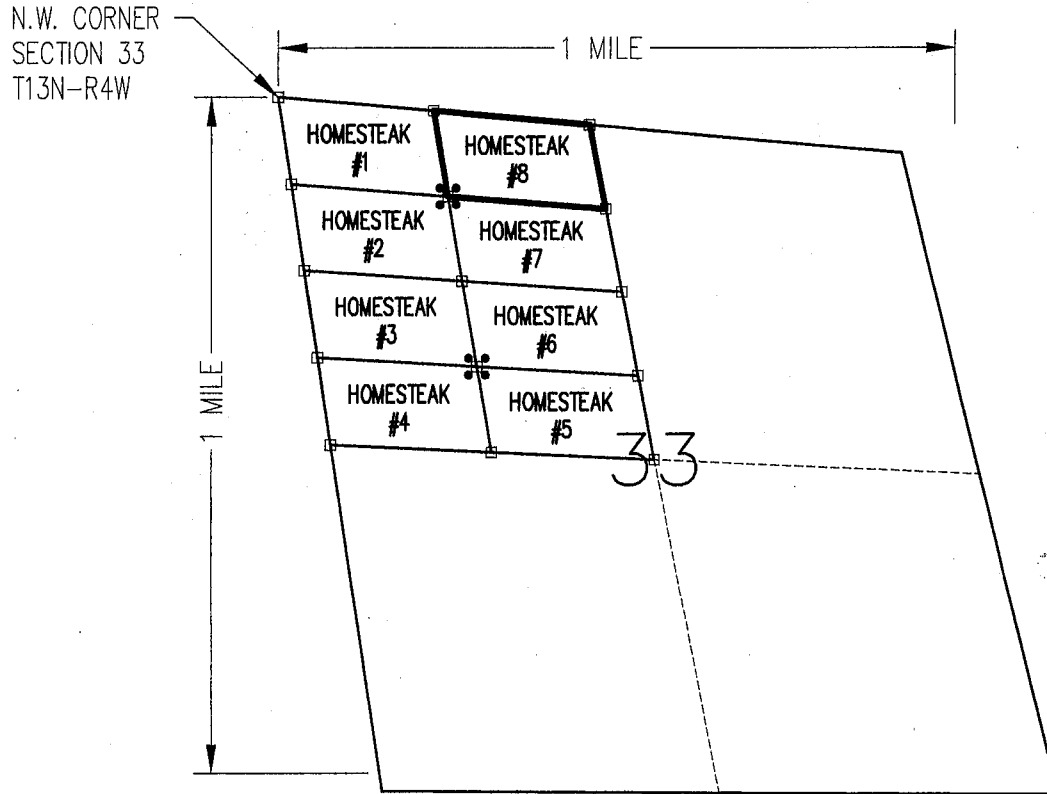 N.W. CORNER
SECTION 33
T13N-R4W
1 MILE
1 MILE
HOMESTEAK
#1
HOMESTEAK
#8
HOMESTEAK
#2
HOMESTEAK
#7
HOMESTEAK
#3
HOMESTEAK
#6
HOMESTEAK
#4
HOMESTEAK
#5
33